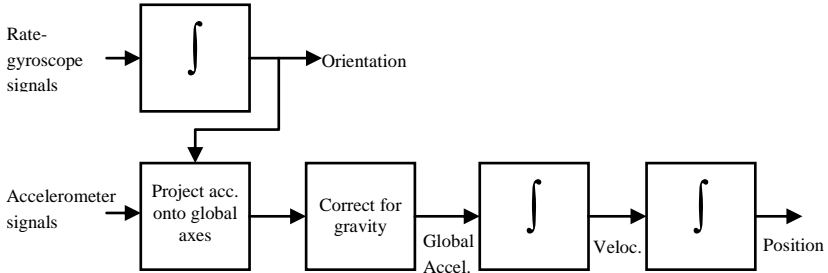 Rate-
gyroscope
signals
∫
Orientation
Accelerometer
signals
Project acc.
onto global
axes
Correct for
gravity
Global
Accel.
∫
Veloc.
∫
Position